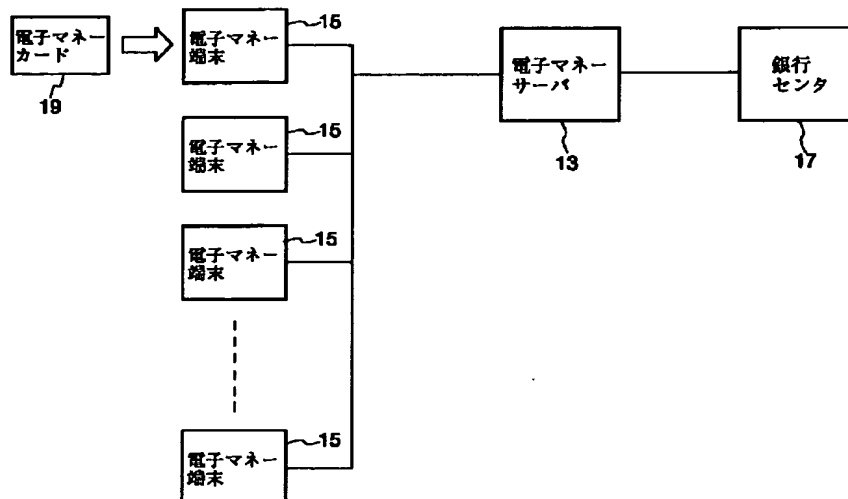 電子マネー
カード
19
15
電子マネー
端末
15
電子マネー
端末
15
電子マネー
端末
15
電子マネー
端末
電子マネー
サーバ
13
銀行
センタ
17